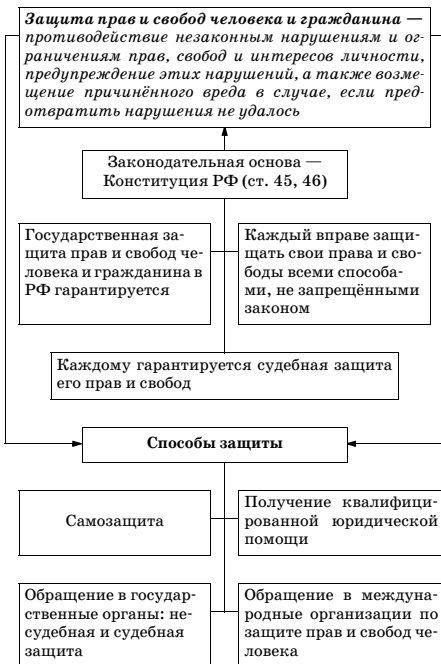 Защита прав и свобод человека и гражданина —
противодействие незаконным нарушениям и ог-
раничениям прав, свобод и интересов личности,
предупреждение этих нарушений, а также возме-
щение причинённого вреда в случае, если пред-
отвратить нарушения не удалось
Законодательная основа —
Конституция РФ (ст. 45, 46)
Государственная за-
щита прав и свобод че-
ловека и гражданина в
РФ гарантируется
Каждый вправе защи-
щать свои права и сво-
боды всеми способа-
ми, не запрещёнными
законом
Каждому гарантируется судебная защита
его прав и свобод
Способы защиты
Самозащита
Получение квалифици-
рованной юридической
помощи
Обращение в государ-
ственные органы: не-
судебная и судебная
защита
Обращение в междуна-
родные организации по
защите прав и свобод че-
ловека